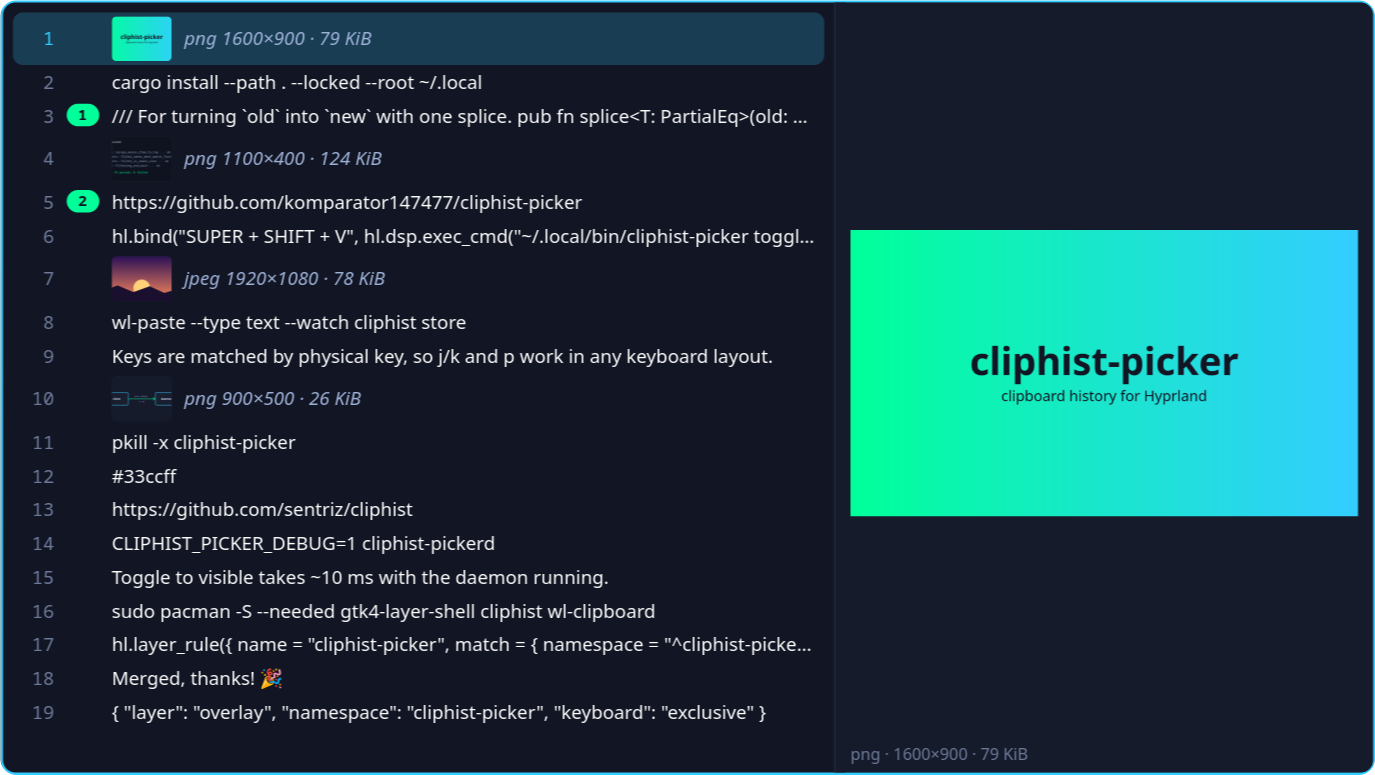 1 cliphist-picker png 1600×900 · 79 KiB
2 cargo install --path . --locked --root ~/.local
3 1 /// For turning `old` into `new` with one splice. pub fn splice<T: PartialEq>(old: ...
4 png 1100×400 · 124 KiB
5 2 https://github.com/komparator147477/cliphist-picker
6 hl.bind("SUPER + SHIFT + V", hl.dsp.exec_cmd("~/.local/bin/cliphist-picker toggl...
7 jpeg 1920×1080 · 78 KiB
8 wl-paste --type text --watch cliphist store
9 Keys are matched by physical key, so j/k and p work in any keyboard layout.
10 png 900×500 · 26 KiB
11 pkill -x cliphist-picker
12 #33ccff
13 https://github.com/sentriz/cliphist
14 CLIPHIST_PICKER_DEBUG=1 cliphist-pickerd
15 Toggle to visible takes ~10 ms with the daemon running.
16 sudo pacman -S --needed gtk4-layer-shell cliphist wl-clipboard
17 hl.layer_rule({ name = "cliphist-picker", match = { namespace = "^cliphist-picke...
18 Merged, thanks! 🎉
19 { "layer": "overlay", "namespace": "cliphist-picker", "keyboard": "exclusive" }
cliphist-picker
clipboard history for Hyprland
png · 1600×900 · 79 KiB